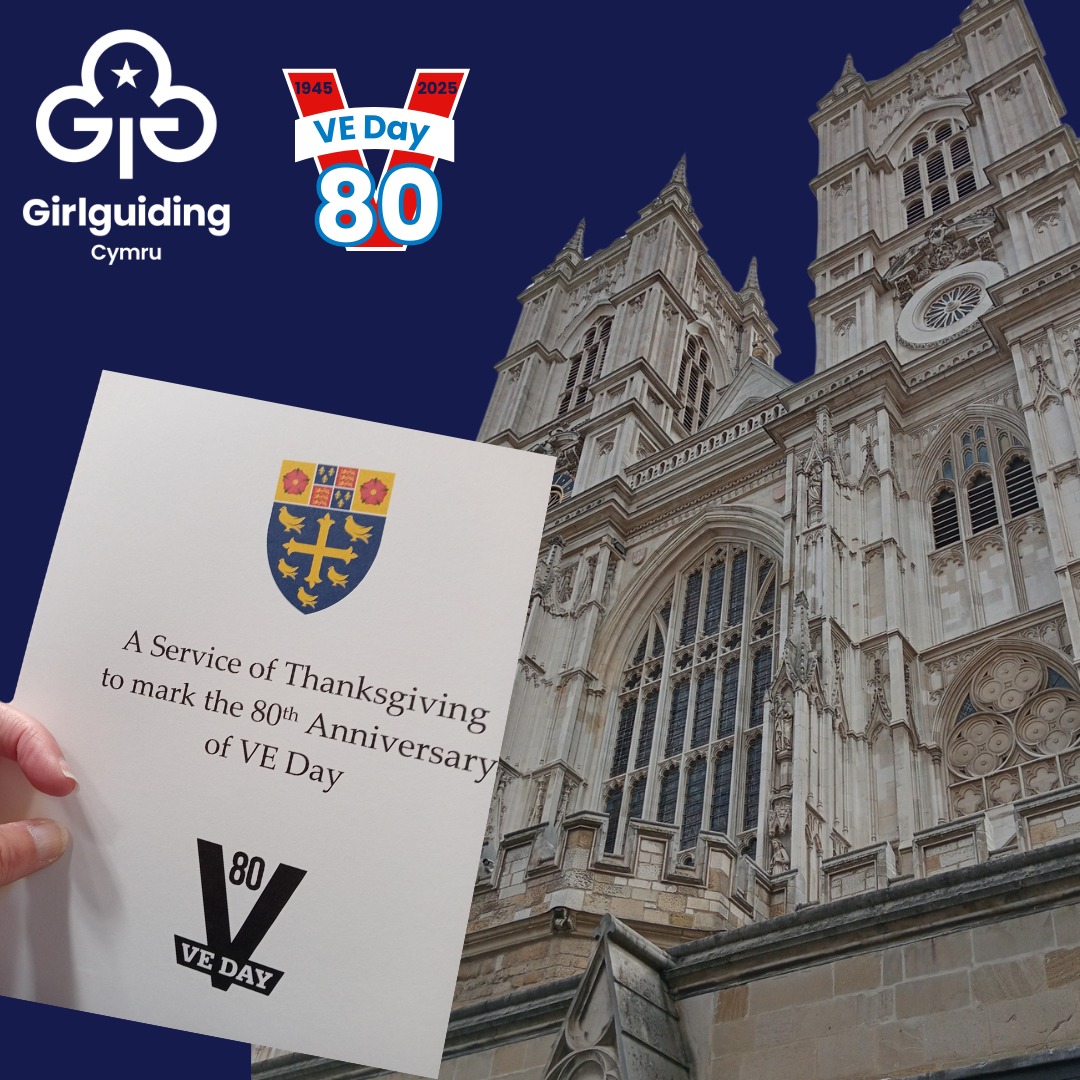 Girlguiding
Cymru
1945 2025
VE Day
80
A Service of Thanksgiving
to mark the 80th Anniversary
of VE Day
80
VE DAY